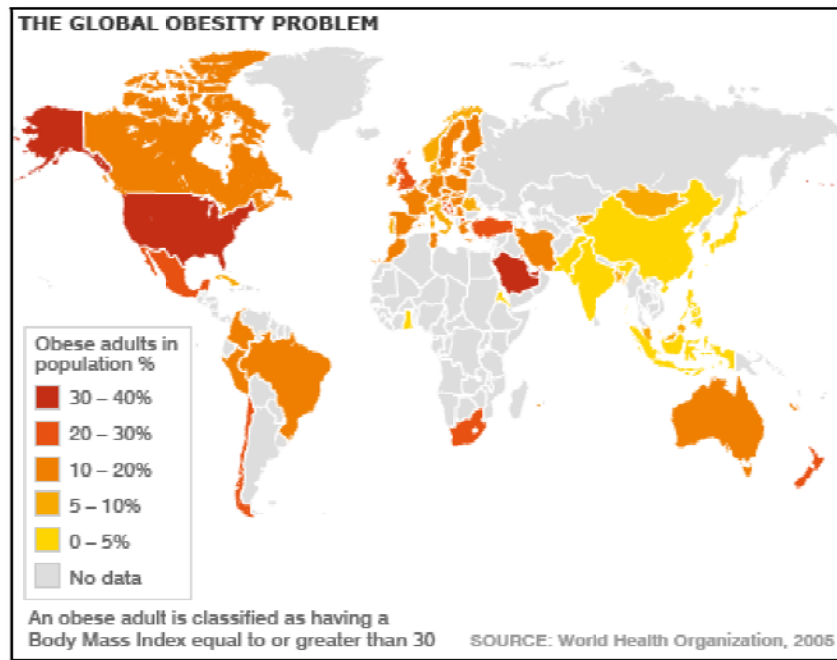 THE GLOBAL OBESITY PROBLEM
Obese adults in
population %
30 – 40%
20 – 30%
10 – 20%
5 – 10%
0 – 5%
No data
An obese adult is classified as having a
Body Mass Index equal to or greater than 30
SOURCE: World Health Organization, 2005